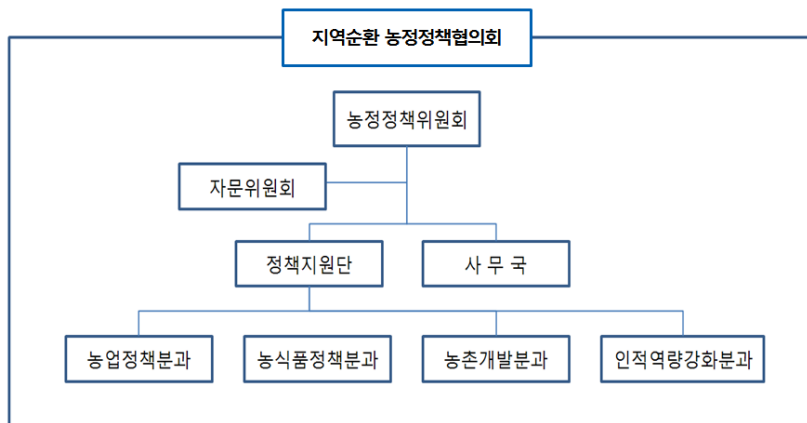 지역순환 농정정책협의회
농정정책위원회
자문위원회
정책지원단
사 무 국
농업정책분과
농식품정책분과
농촌개발분과
인적역량강화분과